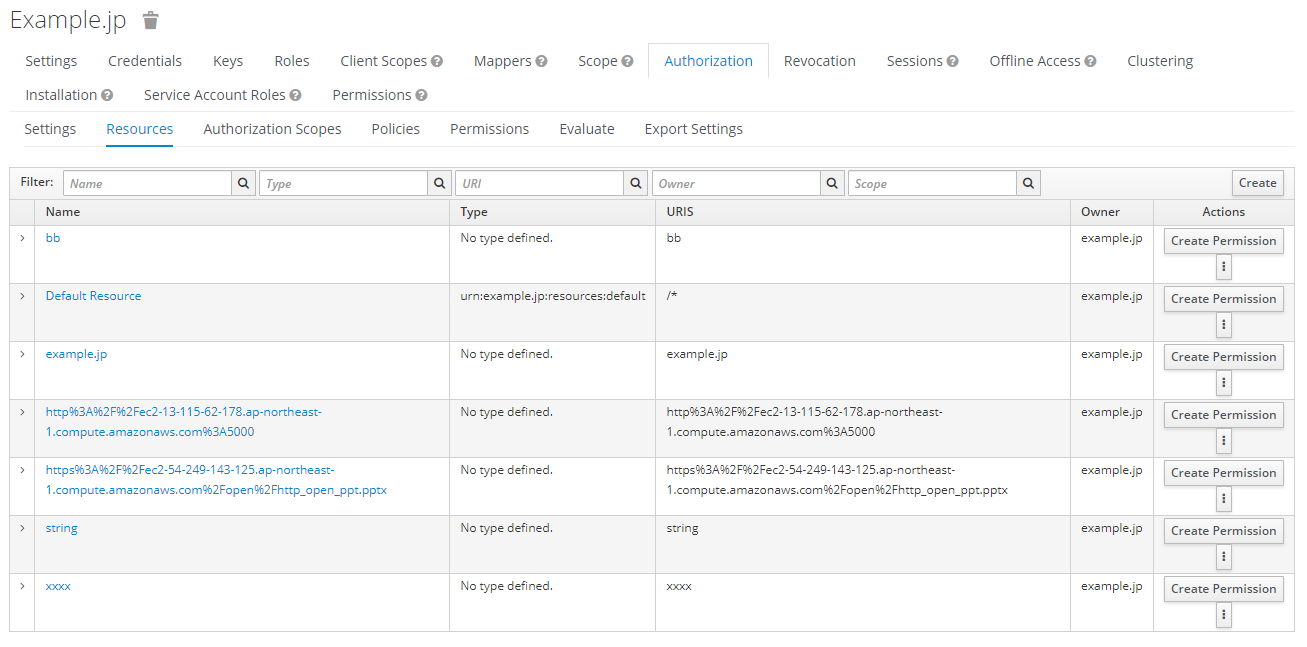 Example.jp
Settings Credentials Keys Roles Client Scopes Mappers Scope Authorization Revocation Sessions Offline Access Clustering
Installation Service Account Roles Permissions
Settings Resources Authorization Scopes Policies Permissions Evaluate Export Settings
Filter: Name Type URI Owner Scope Create
Name Type URIS Owner Actions
bb No type defined. bb example.jp Create Permission
Default Resource urn:example.jp:resources:default /* example.jp Create Permission
example.jp No type defined. example.jp example.jp Create Permission
http%3A%2F%2Fec2-13-115-62-178.ap-northeast- No type defined. http%3A%2F%2Fec2-13-115-62-178.ap-northeast- example.jp Create Permission
1.compute.amazonaws.com%3A5000 1.compute.amazonaws.com%3A5000
https%3A%2F%2Fec2-54-249-143-125.ap-northeast- No type defined. https%3A%2F%2Fec2-54-249-143-125.ap-northeast- example.jp Create Permission
1.compute.amazonaws.com%2Fopen%2Fhttp_open_ppt.pptx 1.compute.amazonaws.com%2Fopen%2Fhttp_open_ppt.pptx
string No type defined. string example.jp Create Permission
xxxx No type defined. xxxx example.jp Create Permission